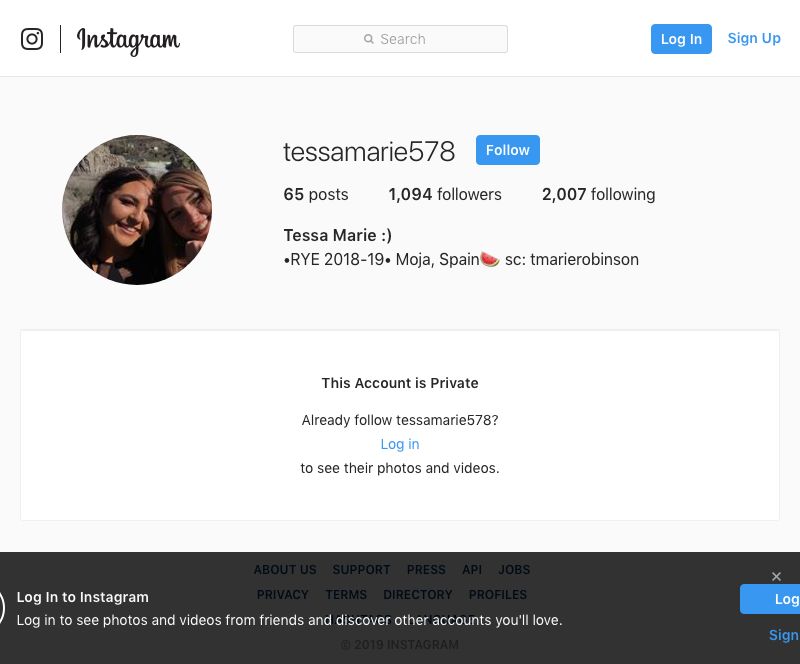 Instagram
Search
Log In
Sign Up
tessamarie578
Follow
65 posts 1,094 followers 2,007 following
Tessa Marie :)
•RYE 2018-19• Moja, Spain🍉 sc: tmarierobinson
This Account is Private
Already follow tessamarie578?
Log in
to see their photos and videos.
ABOUT US SUPPORT PRESS API JOBS
PRIVACY TERMS DIRECTORY PROFILES
Log In to Instagram
Log in to see photos and videos from friends and discover other accounts you'll love.
Log
Sign
© 2019 INSTAGRAM